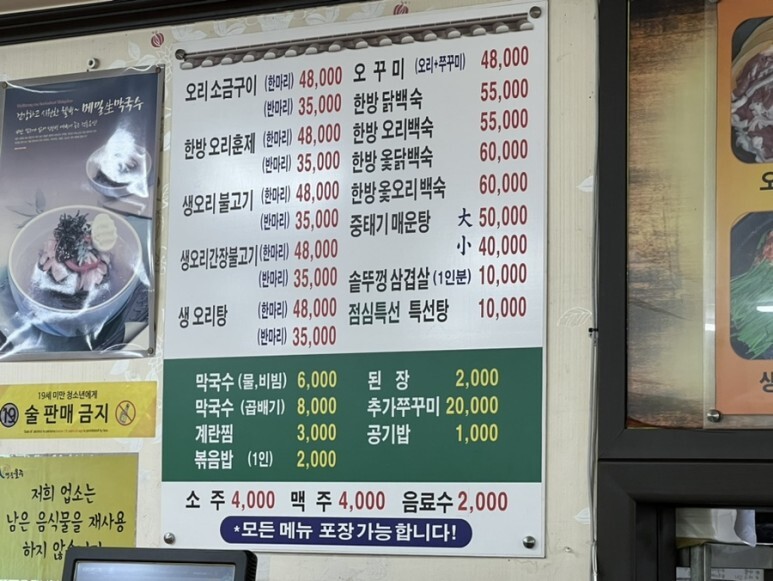 메밀生막국수
오리 소금구이 (한마리) 48,000
(반마리) 35,000
한방 오리훈제 (한마리) 48,000
(반마리) 35,000
생오리 불고기 (한마리) 48,000
(반마리) 35,000
생오리간장불고기 (한마리) 48,000
(반마리) 35,000
생 오리탕 (한마리) 48,000
(반마리) 35,000
오 꾸 미 (오리+쭈꾸미) 48,000
한방 닭백숙 55,000
한방 오리백숙 55,000
한방 옻닭백숙 60,000
한방 옻오리백숙 60,000
중태기 매운탕 大 50,000
小 40,000
솥뚜껑 삼겹살 (1인분) 10,000
점심특선 특선탕 10,000
막국수 (물,비빔) 6,000
막국수 (곱배기) 8,000
계란찜 3,000
볶음밥 (1인) 2,000
된 장 2,000
추가쭈꾸미 20,000
공기밥 1,000
소 주 4,000 맥 주 4,000 음료수 2,000
*모든 메뉴 포장 가능합니다!
19세 미만 청소년에게
19 술 판매 금지
저희 업소는
남은 음식물을 재사용
하지 않